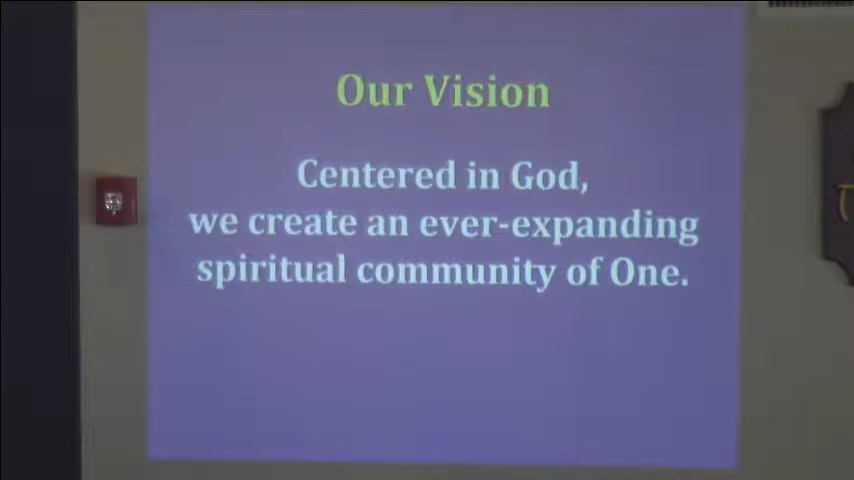 Our Vision
Centered in God,
we create an ever-expanding
spiritual community of One.